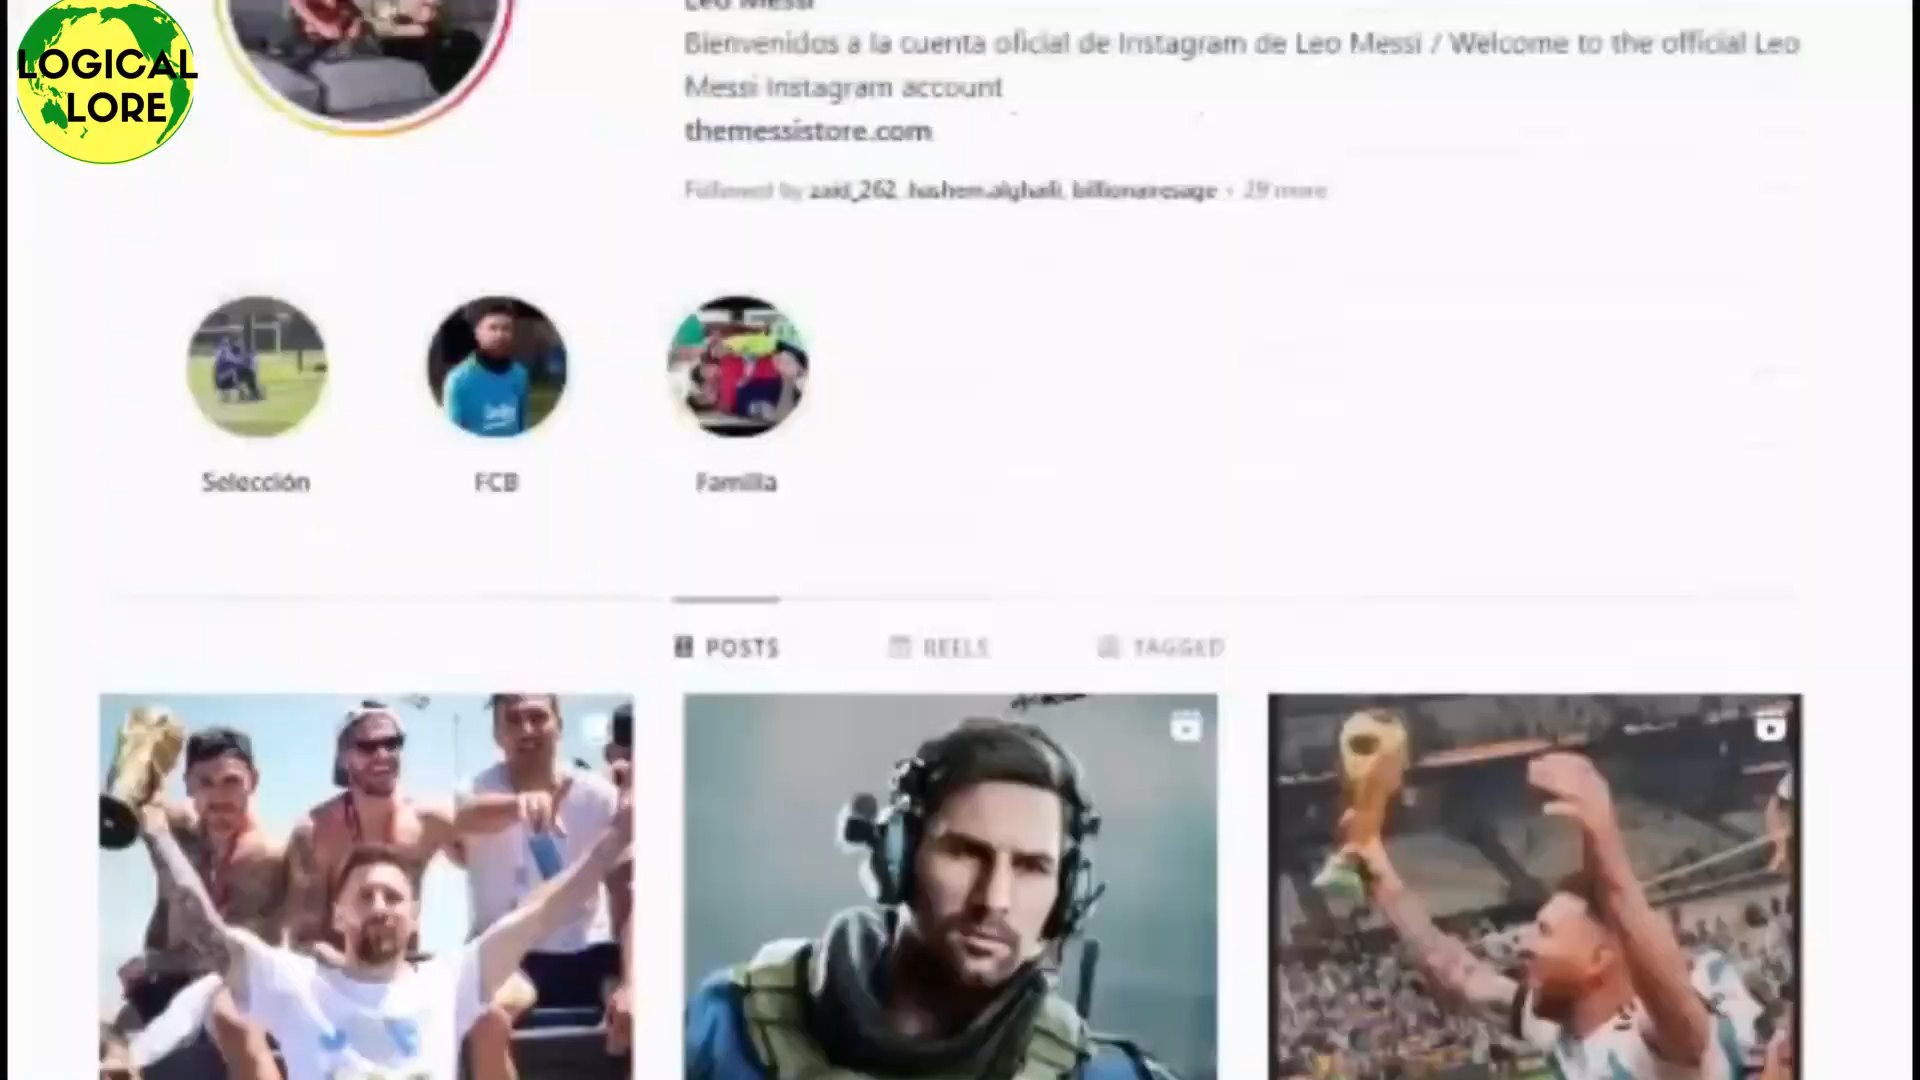 LOGICAL
LORE
Leo Messi
Bienvenidos a la cuenta oficial de Instagram de Leo Messi / Welcome to the official Leo
Messi Instagram account
themessistore.com
Followed by zaid_262, hashem.alghaili, billionairesage + 29 more
Selección
FCB
Familia
POSTS
REELS
TAGGED